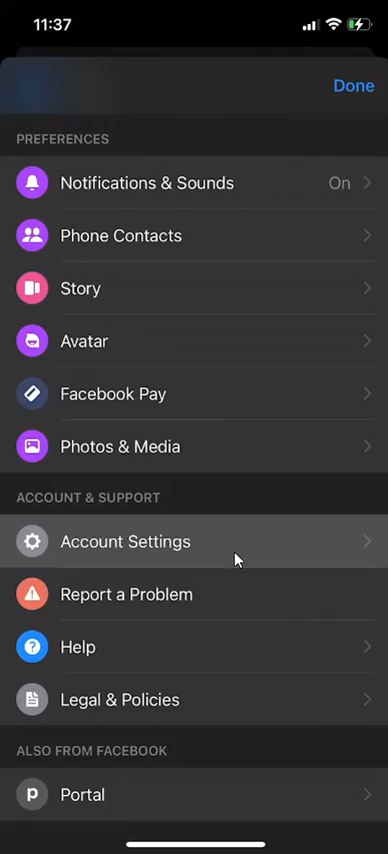 11:37
Done
PREFERENCES
Notifications & Sounds On
Phone Contacts
Story
Avatar
Facebook Pay
Photos & Media
ACCOUNT & SUPPORT
Account Settings
Report a Problem
Help
Legal & Policies
ALSO FROM FACEBOOK
Portal